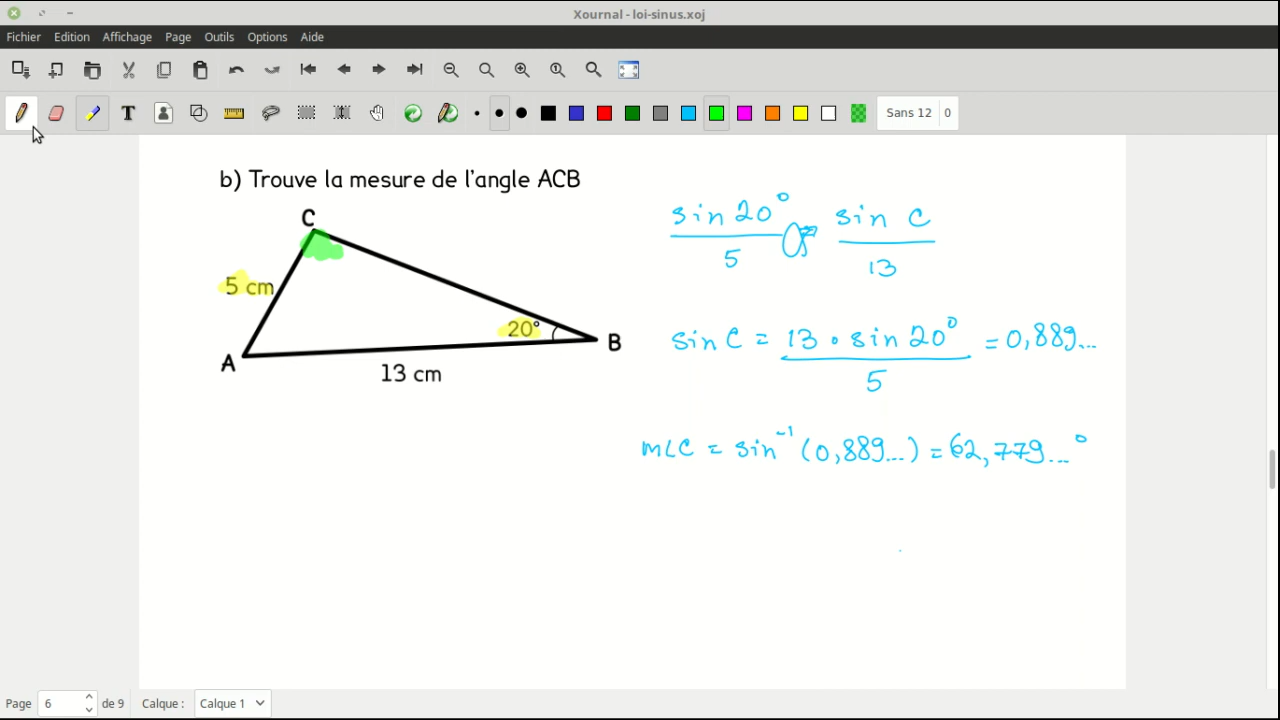 Xournal - loi-sinus.xoj
Fichier Edition Affichage Page Outils Options Aide
T Sans 12 0
b) Trouve la mesure de l'angle ACB
C
5 cm
20°
A
B
13 cm
sin 20° = sin C
5 13
sin C = 13 • sin 20° = 0,889...
5
m∠C = sin⁻¹ (0,889...) = 62,779...°
Page 6 de 9 Calque : Calque 1